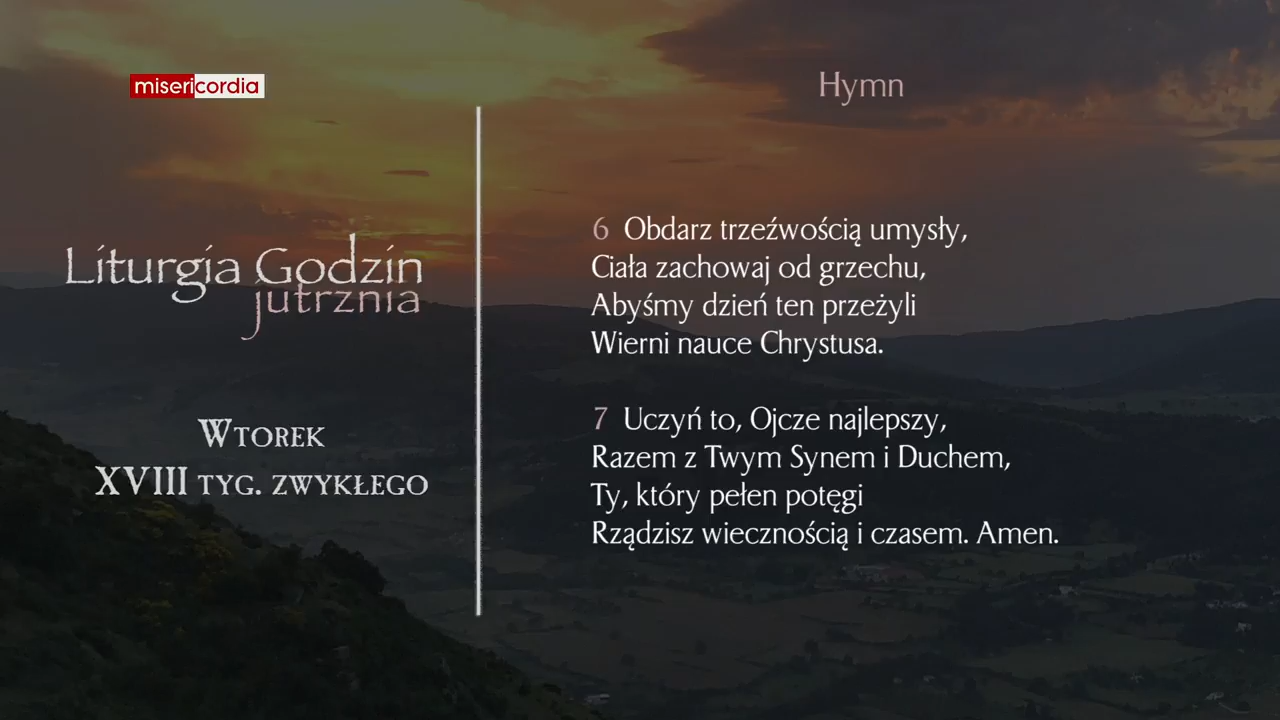 misericordia
Liturgia Godzin
jutrznia
Wtorek
XVIII tyg. zwykłego
Hymn
6 Obdarz trzeźwością umysły,
Ciała zachowaj od grzechu,
Abyśmy dzień ten przeżyli
Wierni nauce Chrystusa.
7 Uczyń to, Ojcze najlepszy,
Razem z Twym Synem i Duchem,
Ty, który pełen potęgi
Rządzisz wiecznością i czasem. Amen.